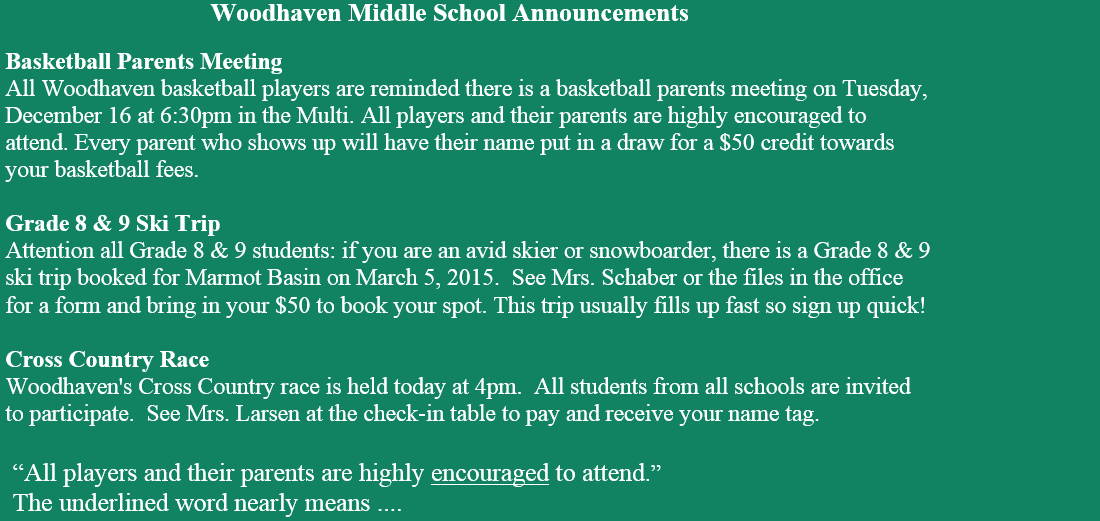 Woodhaven Middle School Announcements
Basketball Parents Meeting
All Woodhaven basketball players are reminded there is a basketball parents meeting on Tuesday,
December 16 at 6:30pm in the Multi. All players and their parents are highly encouraged to
attend. Every parent who shows up will have their name put in a draw for a $50 credit towards
your basketball fees.
Grade 8 & 9 Ski Trip
Attention all Grade 8 & 9 students: if you are an avid skier or snowboarder, there is a Grade 8 & 9
ski trip booked for Marmot Basin on March 5, 2015.  See Mrs. Schaber or the files in the office
for a form and bring in your $50 to book your spot. This trip usually fills up fast so sign up quick!
Cross Country Race
Woodhaven's Cross Country race is held today at 4pm.  All students from all schools are invited
to participate.  See Mrs. Larsen at the check-in table to pay and receive your name tag.
“All players and their parents are highly encouraged to attend.”
The underlined word nearly means ....